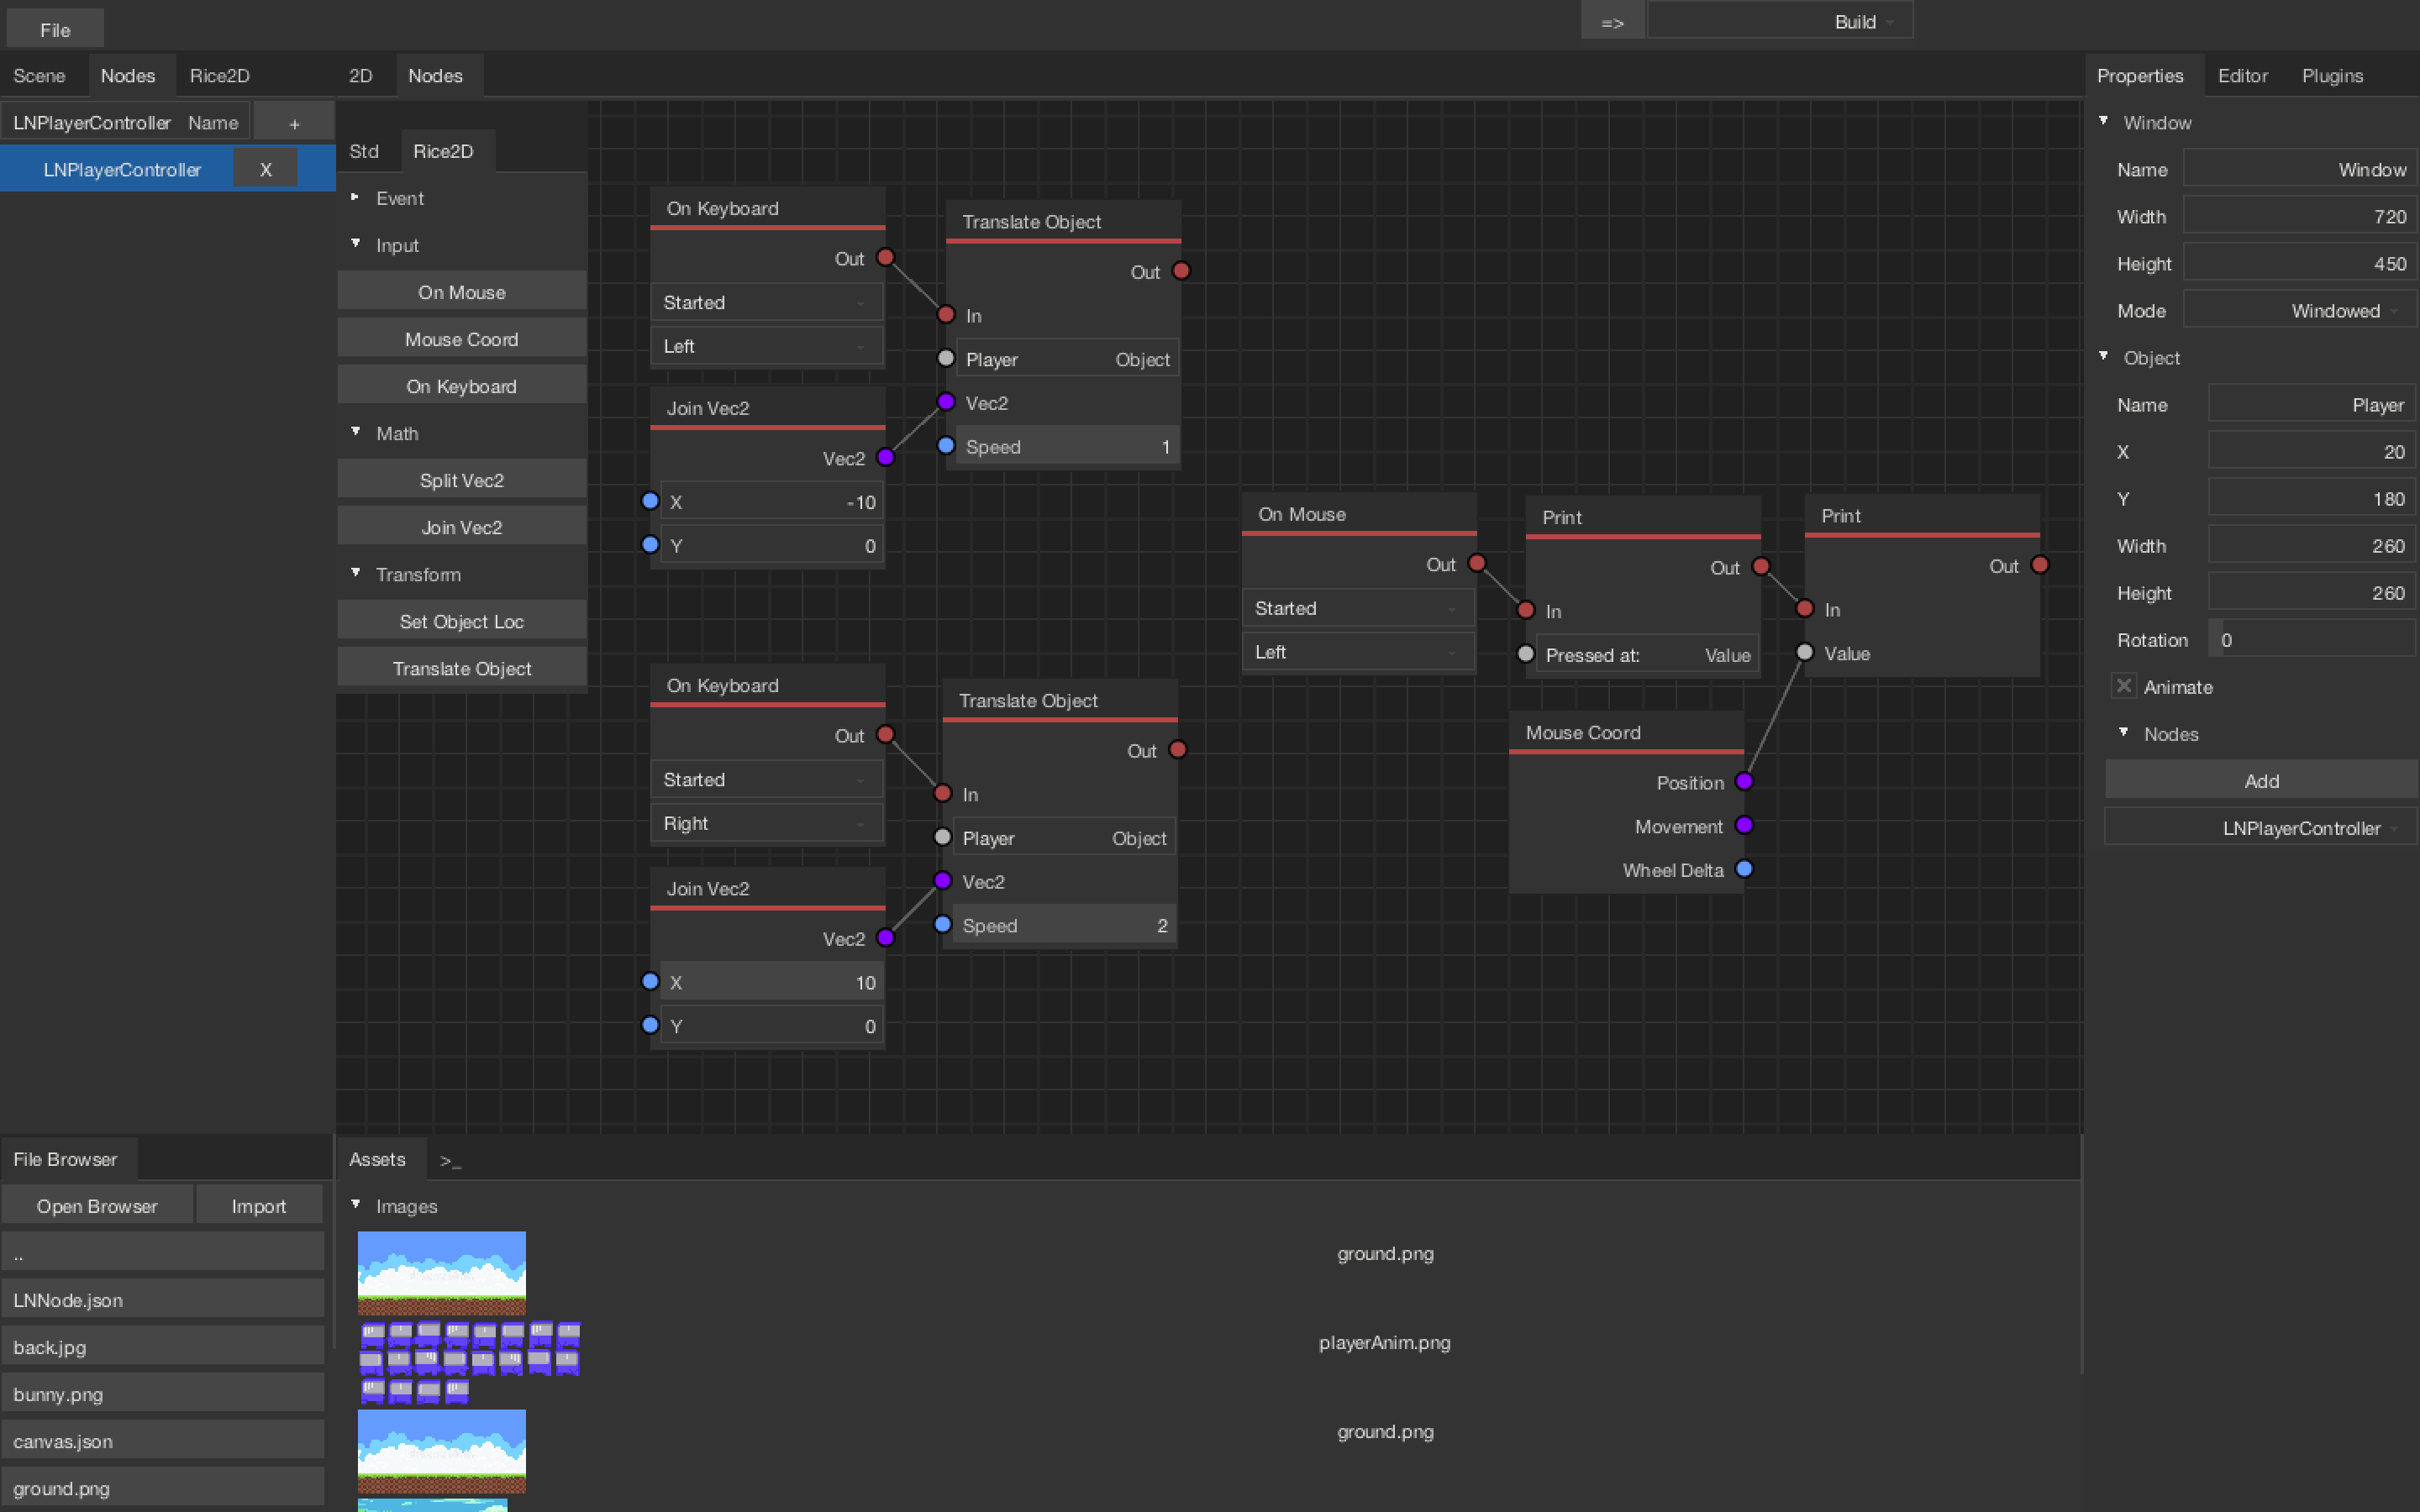 File
=>
Build
Scene
Nodes
Rice2D
LNPlayerController Name
+
LNPlayerController
X
2D
Nodes
Std
Rice2D
Event
Input
On Mouse
Mouse Coord
On Keyboard
Math
Split Vec2
Join Vec2
Transform
Set Object Loc
Translate Object
On Keyboard
Out
Started
Left
Join Vec2
Vec2
X -10
Y 0
Translate Object
Out
In
Player Object
Vec2
Speed 1
On Keyboard
Out
Started
Right
Join Vec2
Vec2
X 10
Y 0
Translate Object
Out
In
Player Object
Vec2
Speed 2
On Mouse
Out
Started
Left
Print
Out
In
Pressed at: Value
Print
Out
In
Value
Mouse Coord
Position
Movement
Wheel Delta
Properties
Editor
Plugins
Window
Name Window
Width 720
Height 450
Mode Windowed
Object
Name Player
X 20
Y 180
Width 260
Height 260
Rotation 0
Animate
Nodes
Add
LNPlayerController
File Browser
Open Browser
Import
..
LNNode.json
back.jpg
bunny.png
canvas.json
ground.png
Assets
>_
Images
ground.png
playerAnim.png
ground.png